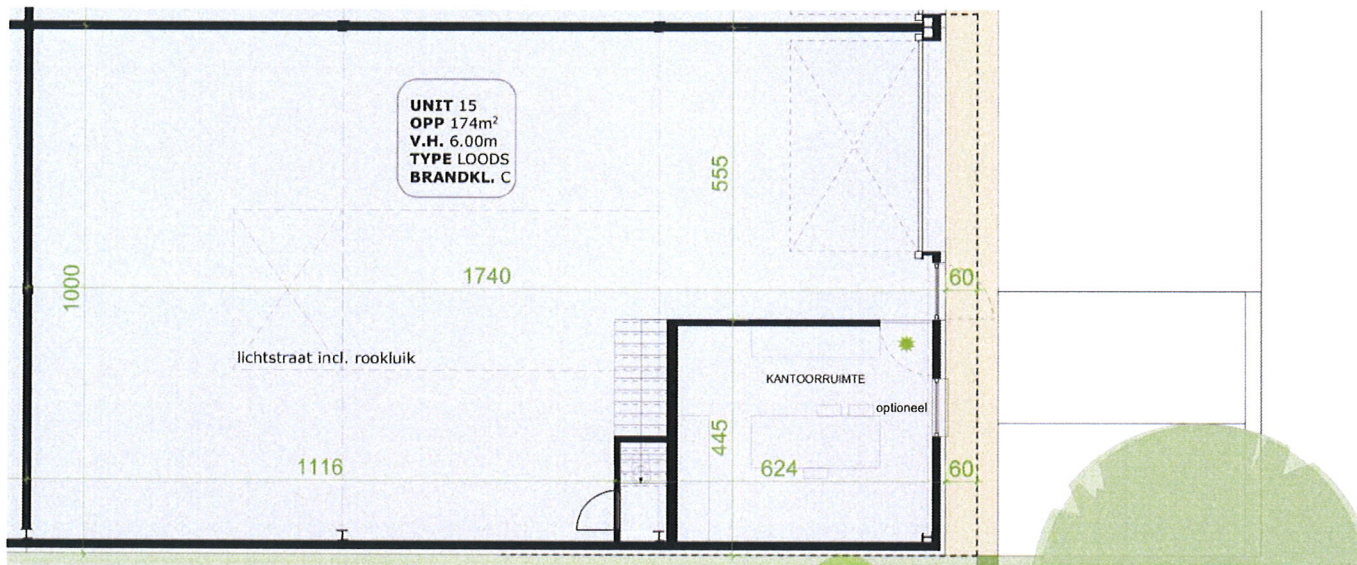 UNIT 15
OPP 174m²
V.H. 6.00m
TYPE LOODS
BRANDKL. C
555
1000
1740
60
lichtstraat incl. rookluik
KANTOORRUIMTE
optioneel
445
1116
624
60